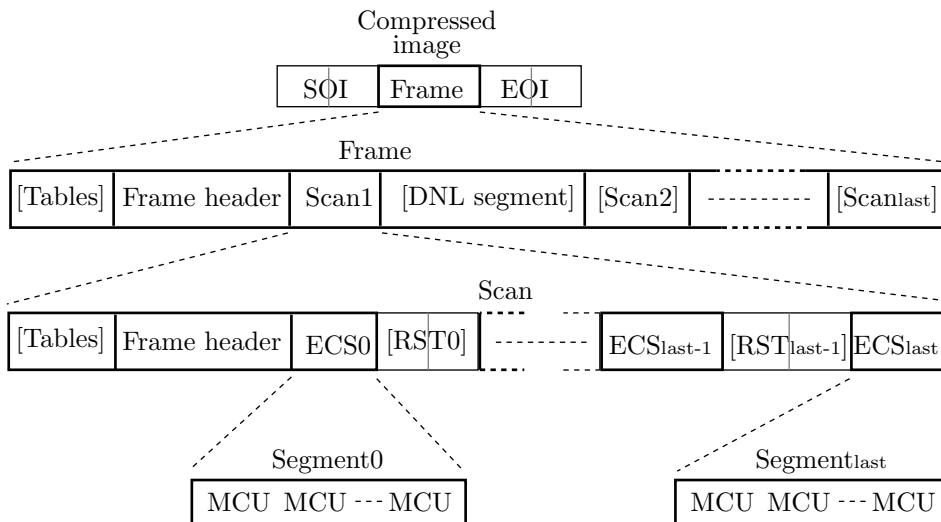 Compressed
image
SOI Frame EOI
Frame
[Tables] Frame header Scan1 [DNL segment] [Scan2] [Scanlast]
Scan
[Tables] Frame header ECS0 [RST0] ECSlast-1 [RSTlast-1] ECSlast
Segment0 Segmentlast
MCU MCU --- MCU MCU MCU --- MCU